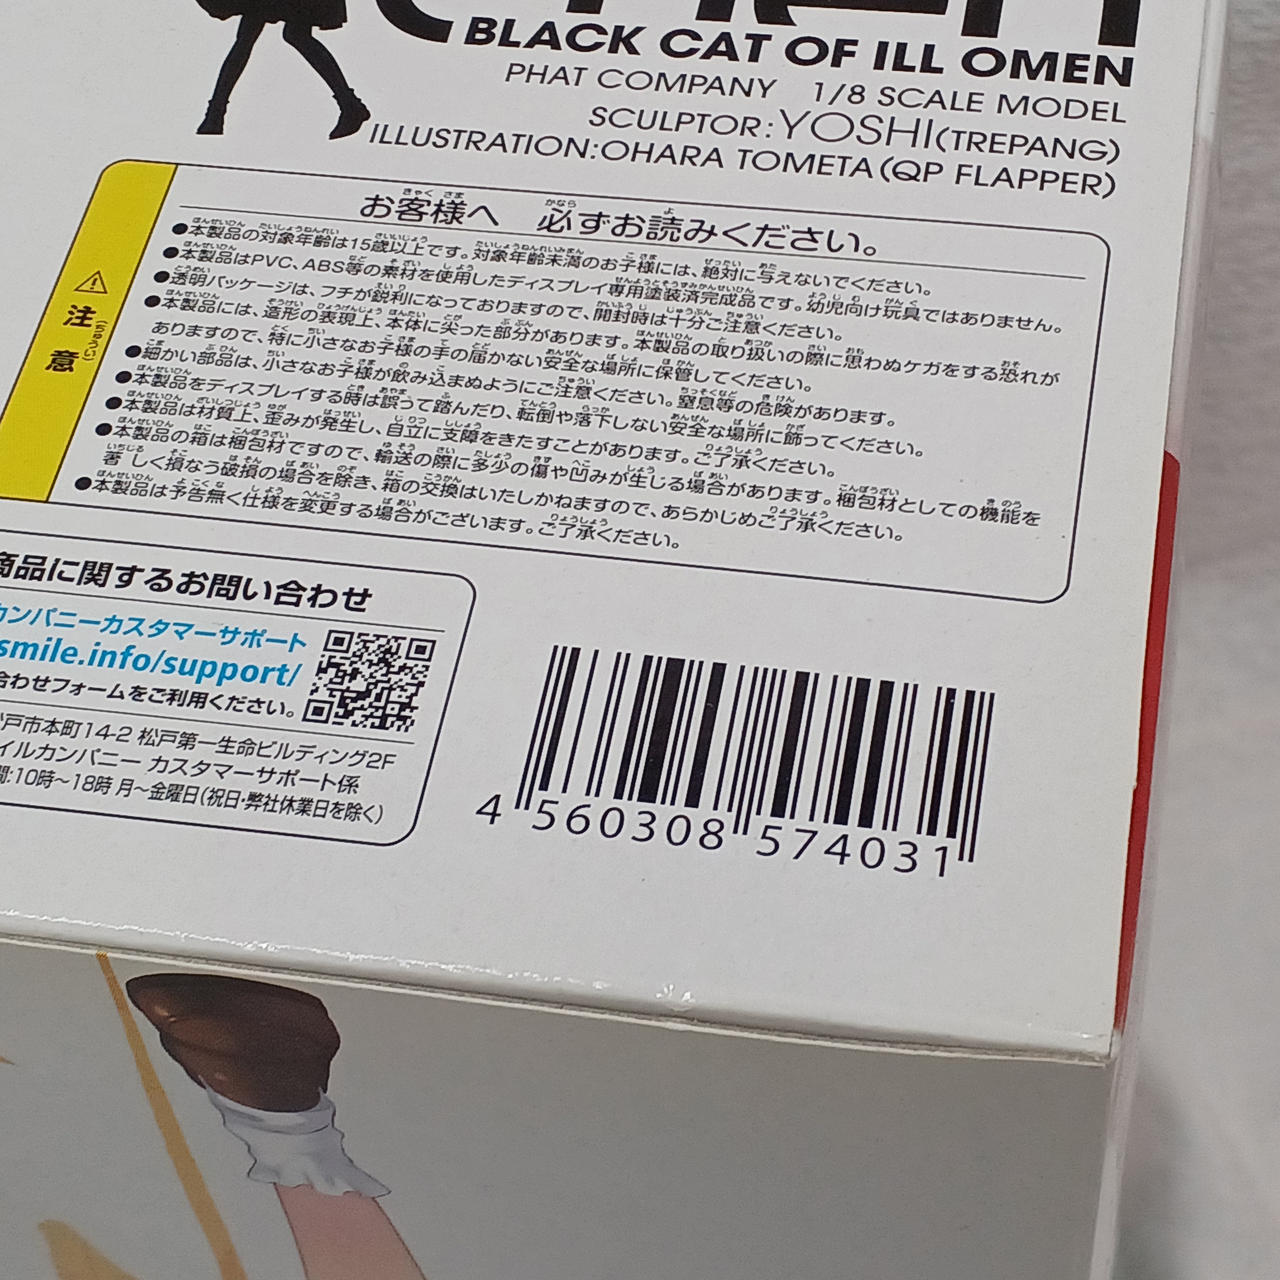 BLACK CAT OF ILL OMEN
PHAT COMPANY 1/8 SCALE MODEL
SCULPTOR:YOSHI(TREPANG)
ILLUSTRATION:OHARA TOMETA(QP FLAPPER)
お客様へ 必ずお読みください。
●本製品の対象年齢は15歳以上です。対象年齢未満のお子様には、絶対に与えないでください。
●本製品はPVC、ABS等の素材を使用したディスプレイ専用塗装済完成品です。幼児向け玩具ではありません。
●透明パッケージは、フチが鋭利になっておりますので、開封時は十分ご注意ください。
●本製品には、造形の表現上、本体に尖った部分があります。本製品の取り扱いの際に思わぬケガをする恐れが
ありますので、特に小さなお子様の手の届かない安全な場所に保管してください。
●細かい部品は、小さなお子様が飲み込まぬようにご注意ください。窒息等の危険があります。
●本製品をディスプレイする時は誤って踏んだり、転倒や落下しない安全な場所に飾ってください。
●本製品は材質上、歪みが発生し、自立に支障をきたすことがあります。ご了承ください。
●本製品の箱は梱包材ですので、輸送の際に多少の傷や凹みが生じる場合があります。梱包材としての機能を
著しく損なう破損の場合を除き、箱の交換はいたしかねますので、あらかじめご了承ください。
●本製品は予告無く仕様を変更する場合がございます。ご了承ください。
注意(ちゅうい)
商品に関するお問い合わせ
カンパニーカスタマーサポート
smile.info/support/
合わせフォームをご利用ください。
戸市本町14-2 松戸第一生命ビルディング2F
イルカンパニー カスタマーサポート係
間:10時～18時 月～金曜日(祝日・弊社休業日を除く)
4 560308 574031